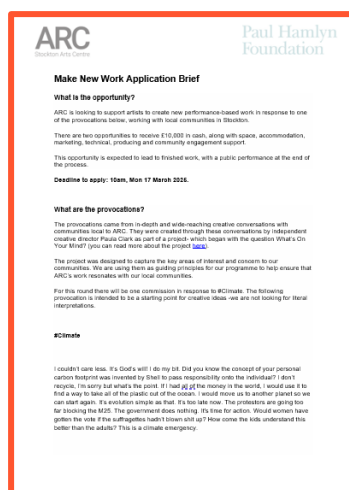 ARC
Stockton Arts Centre
Paul Hamlyn
Foundation
Make New Work Application Brief
What is the opportunity?
ARC is looking to support artists to create new performance-based work in response to one
of the provocations below, working with local communities in Stockton.
There are two opportunities to receive £10,000 in cash, along with space, accommodation,
marketing, technical, producing and community engagement support.
This opportunity is expected to lead to finished work, with a public performance at the end of
the process.
Deadline to apply: 10am, Mon 17 March 2025.
What are the provocations?
The provocations came from in-depth and wide-reaching creative conversations with
communities local to ARC. They were created through these conversations by independent
creative director Paula Clark as part of a project- which began with the question What's On
Your Mind? (you can read more about the project here).
The project was designed to capture the key areas of interest and concern to our
communities. We are using them as guiding principles for our programme to help ensure that
ARC's work resonates with our local communities.
For this round there will be one commission in response to #Climate. The following
provocation is intended to be a starting point for creative ideas -we are not looking for literal
interpretations.
#Climate
I couldn't care less. It's God's will! I do my bit. Did you know the concept of your personal
carbon footprint was invented by Shell to pass responsibility onto the individual? I don't
recycle, I'm sorry but what's the point. If I had all of the money in the world, I would use it to
find a way to take all of the plastic out of the ocean. I would move us to another planet so we
can start again. It's evolution simple as that. It's too late now. The protestors are going too
far blocking the M25. The government does nothing. It's time for action. Would women have
gotten the vote if the suffragettes hadn't blown shit up? How come the kids understand this
better than the adults? This is a climate emergency.